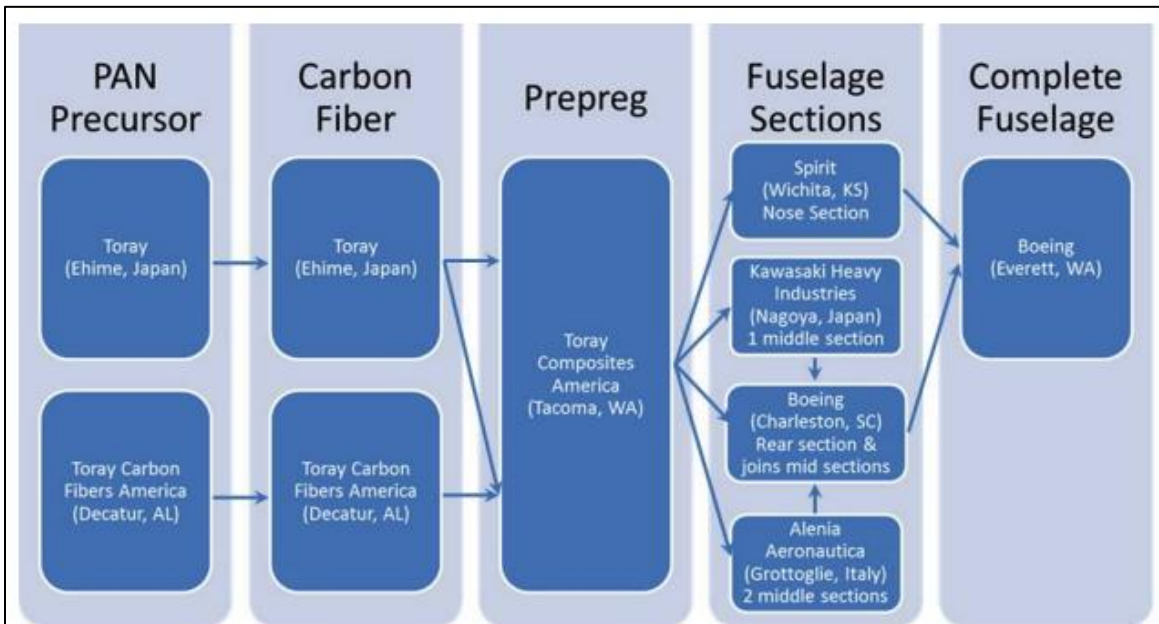 PAN
Precursor
Toray
(Ehime, Japan)
Toray Carbon
Fibers America
(Decatur, AL)
Carbon
Fiber
Toray
(Ehime, Japan)
Toray Carbon
Fibers America
(Decatur, AL)
Prepreg
Toray
Composites
America
(Tacoma, WA)
Fuselage
Sections
Spirit
(Wichita, KS)
Nose Section
Kawasaki Heavy
Industries
(Nagoya, Japan)
1 middle section
Boeing
(Charleston, SC)
Rear section &
joins mid sections
Alenia
Aeronautica
(Grottoglie, Italy)
2 middle sections
Complete
Fuselage
Boeing
(Everett, WA)